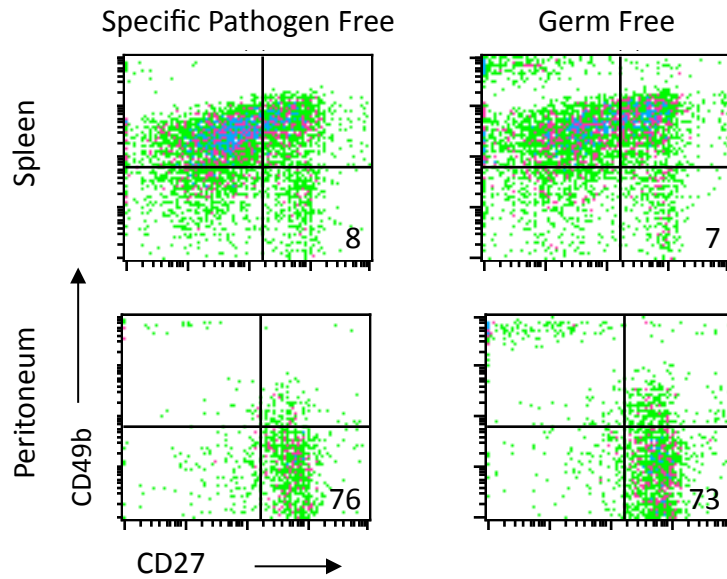 Specific Pathogen Free
Germ Free
Spleen
8
7
Peritoneum
CD49b
76
73
CD27